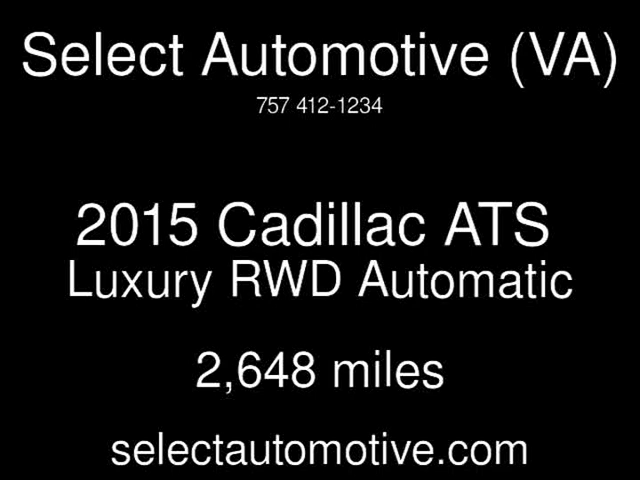 Select Automotive (VA)
757 412-1234
2015 Cadillac ATS
Luxury RWD Automatic
2,648 miles
selectautomotive.com